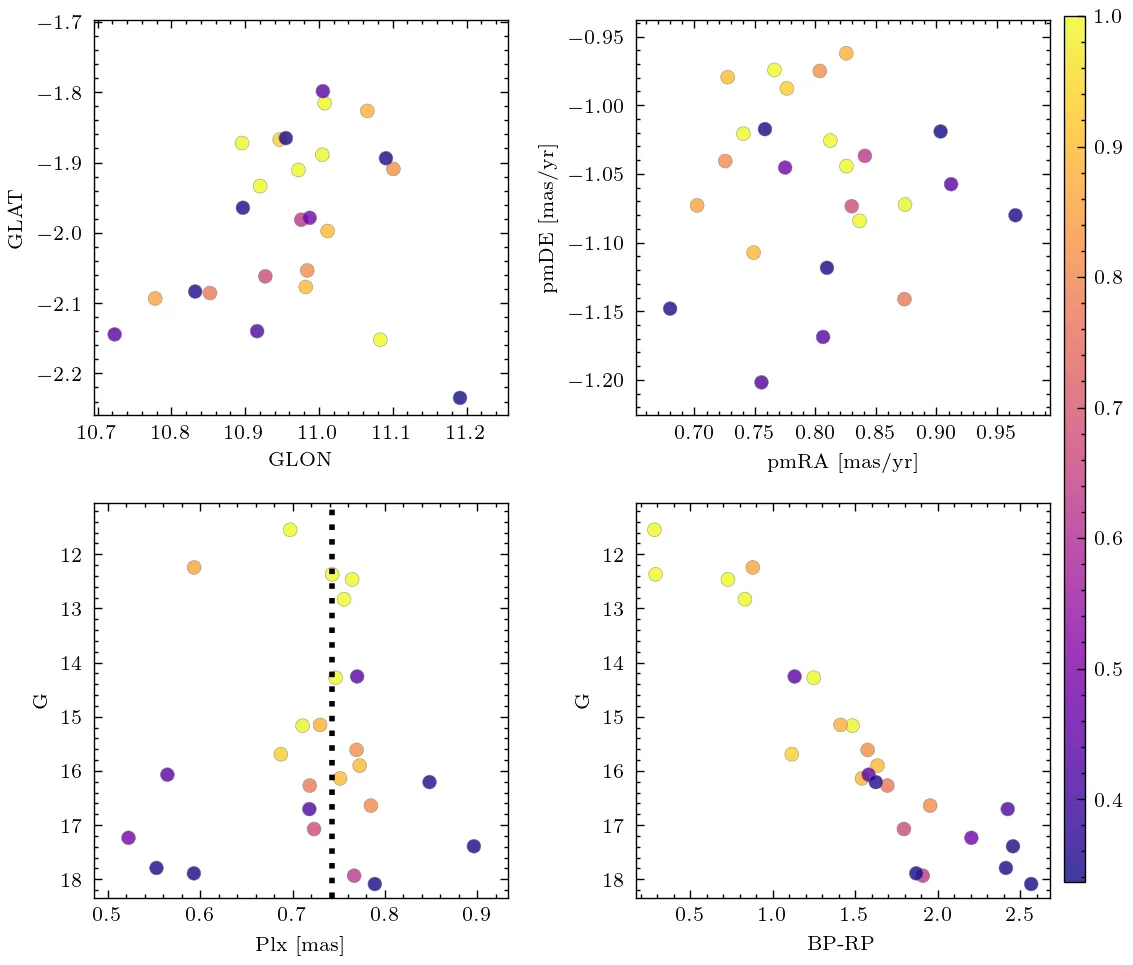 −1.7
−1.8
−1.9
−2.0
−2.1
−2.2
GLAT
10.7 10.8 10.9 11.0 11.1 11.2
GLON
−0.95
−1.00
−1.05
−1.10
−1.15
−1.20
pmDE [mas/yr]
0.70 0.75 0.80 0.85 0.90 0.95
pmRA [mas/yr]
12
13
14
15
16
17
18
G
0.5 0.6 0.7 0.8 0.9
Plx [mas]
12
13
14
15
16
17
18
G
0.5 1.0 1.5 2.0 2.5
BP-RP
1.0
0.9
0.8
0.7
0.6
0.5
0.4